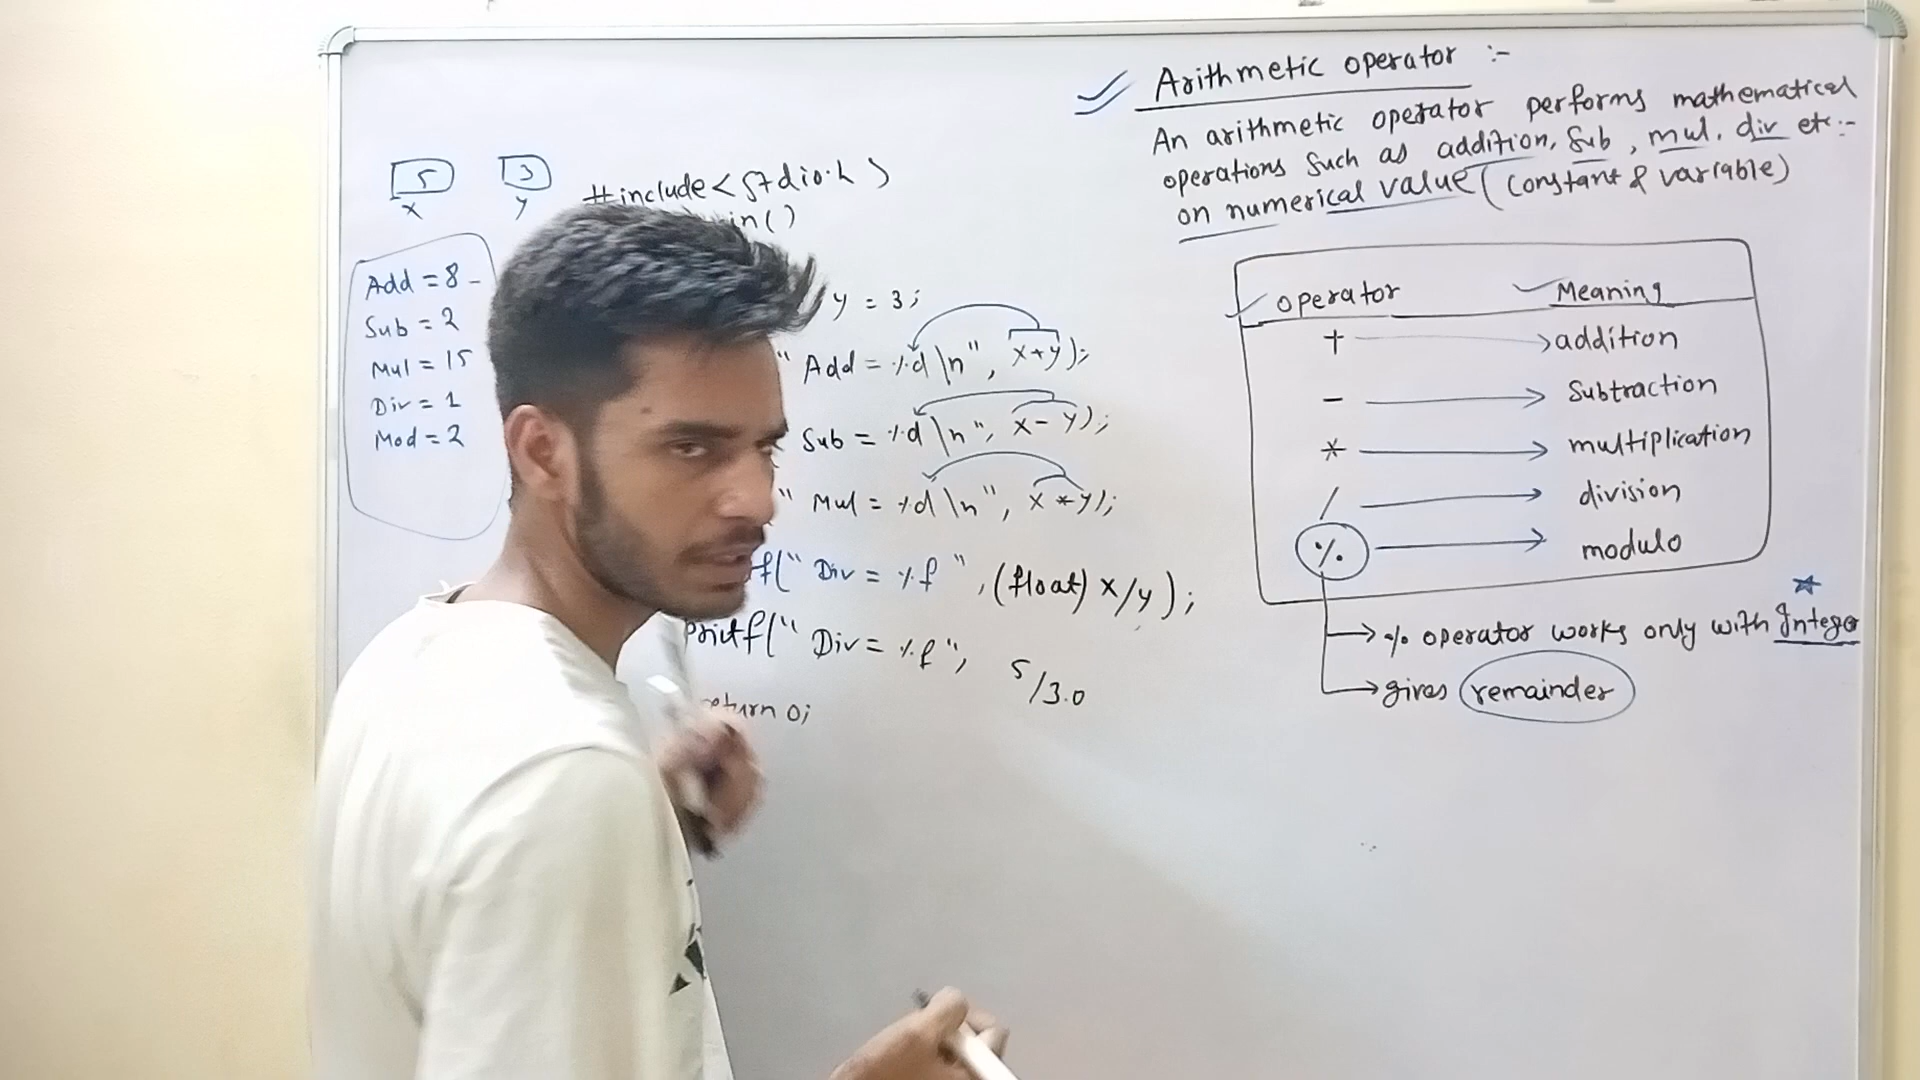 5
3
x
y
Add = 8 -
Sub = 2
Mul = 15
Div = 1
Mod = 2
#include<stdio.h>
in()
y = 3;
" Add = %d \n", x+y);
Sub = %d \n", x-y);
" Mul = %d \n", x*y);
f(" Div = %f ", (float) x/y);
printf(" Div = %f ", 5/3.0
return 0;
Arithmetic operator :-
An arithmetic operator performs mathematical
operations such as addition, sub, mul, div etc:-
on numerical value (constant & variable)
operator Meaning
+ addition
- Subtraction
* multiplication
/ division
% modulo
% operator works only with Integer
gives remainder